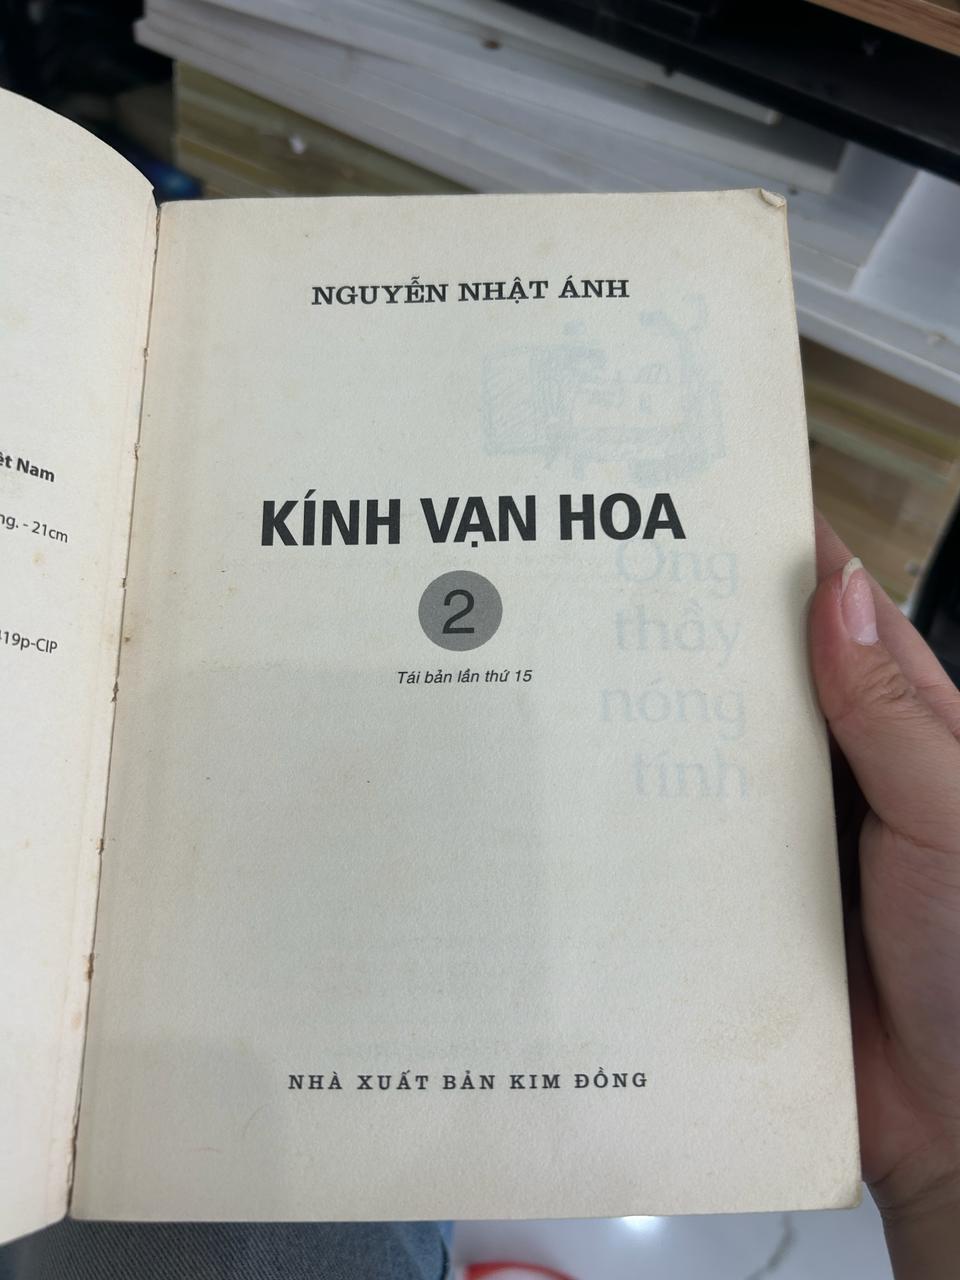 ệt Nam
ng. - 21cm
419p-CIP
NGUYỄN NHẬT ÁNH
KÍNH VẠN HOA
2
Tái bản lần thứ 15
Ông
thầy
nóng
tính
NHÀ XUẤT BẢN KIM ĐỒNG